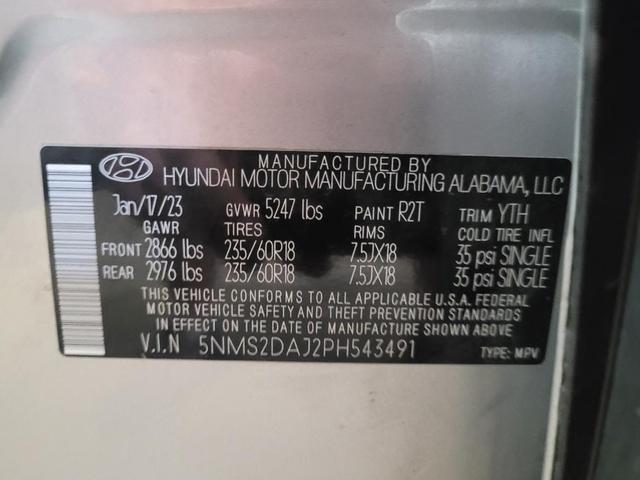 MANUFACTURED BY
HYUNDAI MOTOR MANUFACTURING ALABAMA, LLC
Jan/17/23 GVWR 5247 lbs PAINT R2T TRIM YTH
GAWR TIRES RIMS COLD TIRE INFL
FRONT 2866 lbs 235/60R18 7.5JX18 35 psi SINGLE
REAR 2976 lbs 235/60R18 7.5JX18 35 psi SINGLE
THIS VEHICLE CONFORMS TO ALL APPLICABLE U.S.A. FEDERAL
MOTOR VEHICLE SAFETY AND THEFT PREVENTION STANDARDS
IN EFFECT ON THE DATE OF MANUFACTURE SHOWN ABOVE.
V.I.N 5NMS2DAJ2PH543491 TYPE: MPV